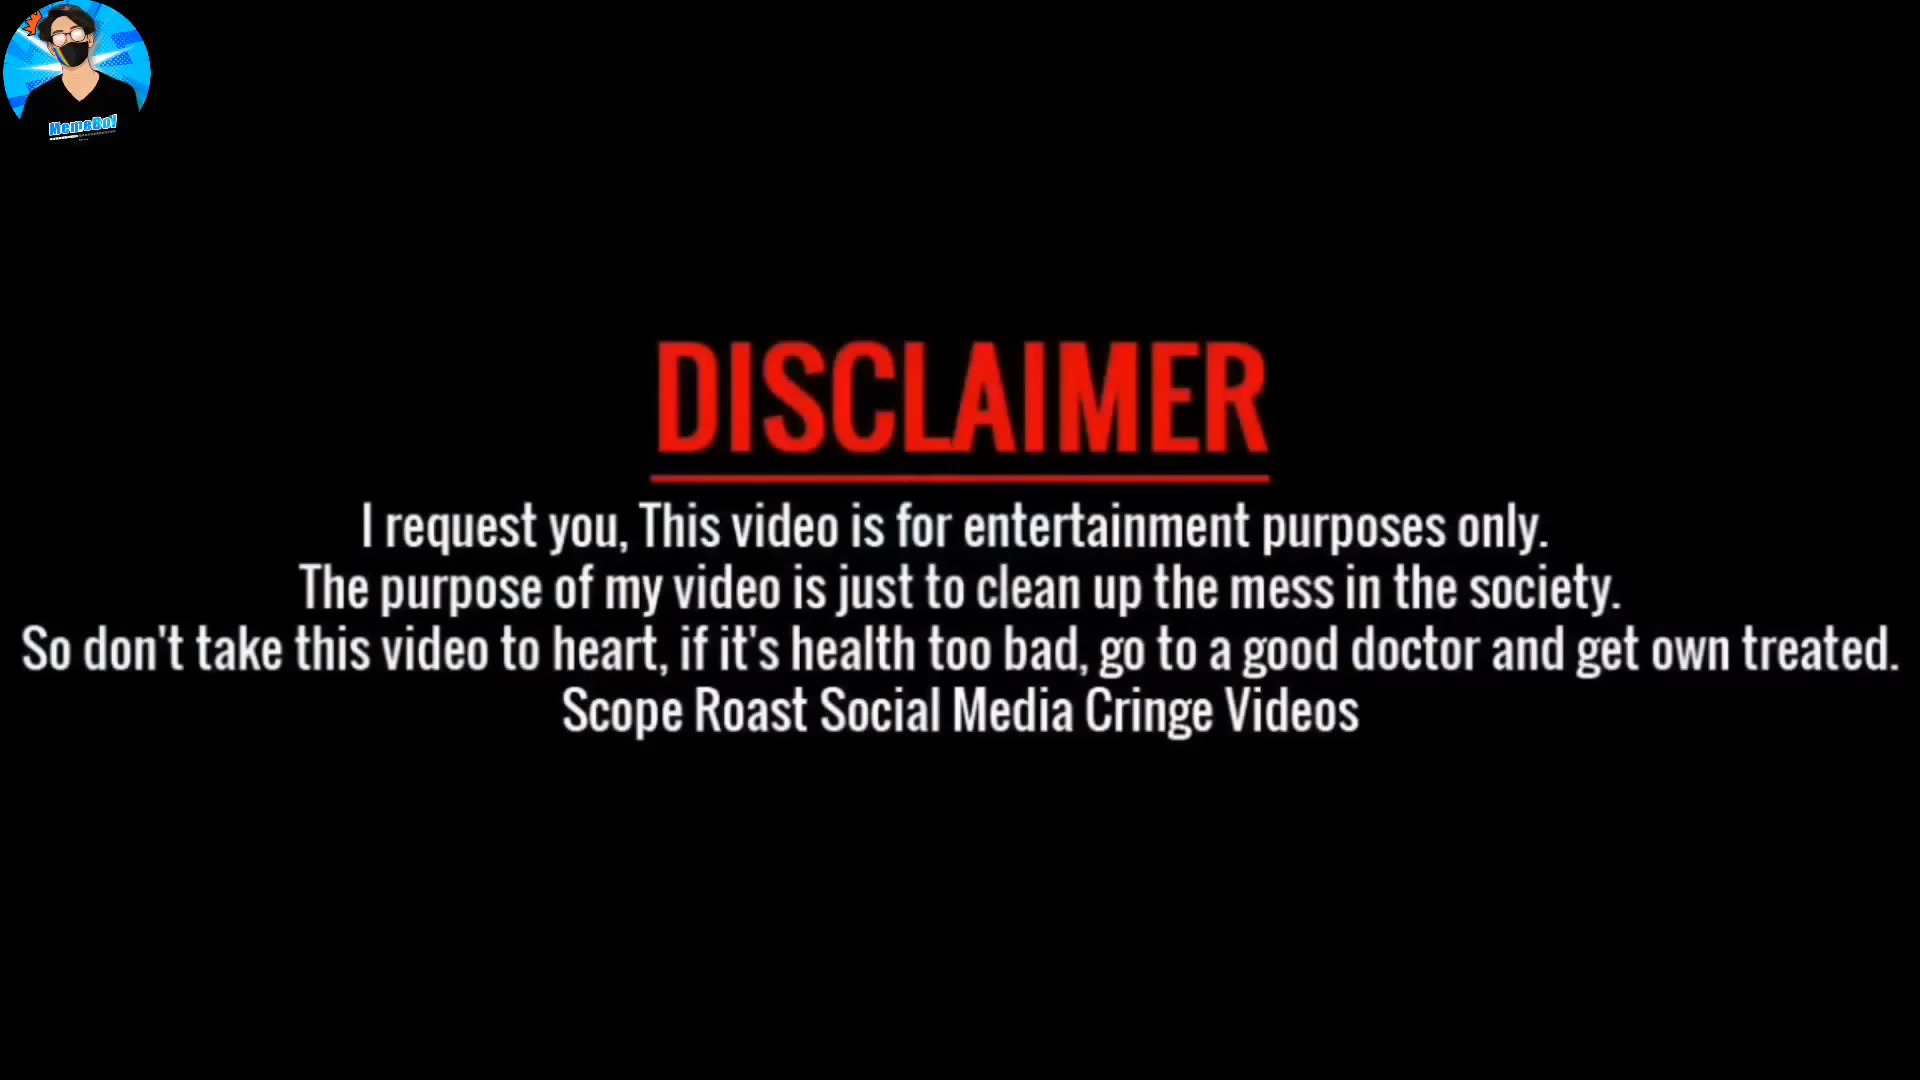 MemeBoY
DISCLAIMER
I request you, This video is for entertainment purposes only.
The purpose of my video is just to clean up the mess in the society.
So don't take this video to heart, if it's health too bad, go to a good doctor and get own treated.
Scope Roast Social Media Cringe Videos